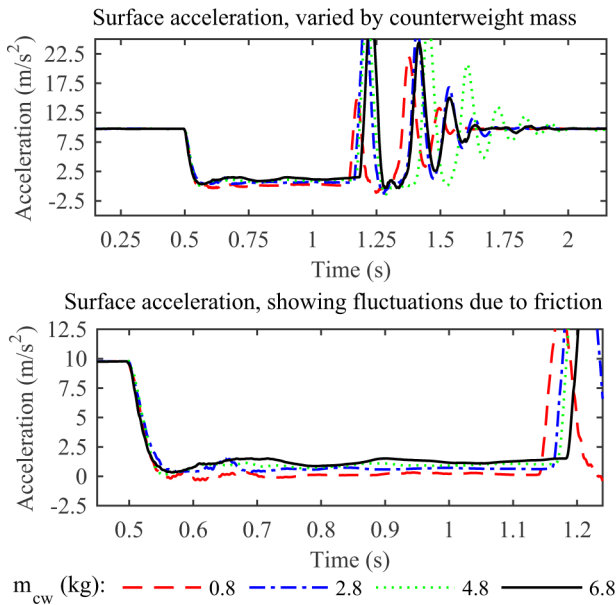 Surface acceleration, varied by counterweight mass
Acceleration (m/s²)
22.5
17.5
12.5
7.5
2.5
-2.5
0.25 0.5 0.75 1 1.25 1.5 1.75 2
Time (s)
Surface acceleration, showing fluctuations due to friction
Acceleration (m/s²)
12.5
10
7.5
5
2.5
0
-2.5
0.5 0.6 0.7 0.8 0.9 1 1.1 1.2
Time (s)
m_cw (kg): 0.8 2.8 4.8 6.8